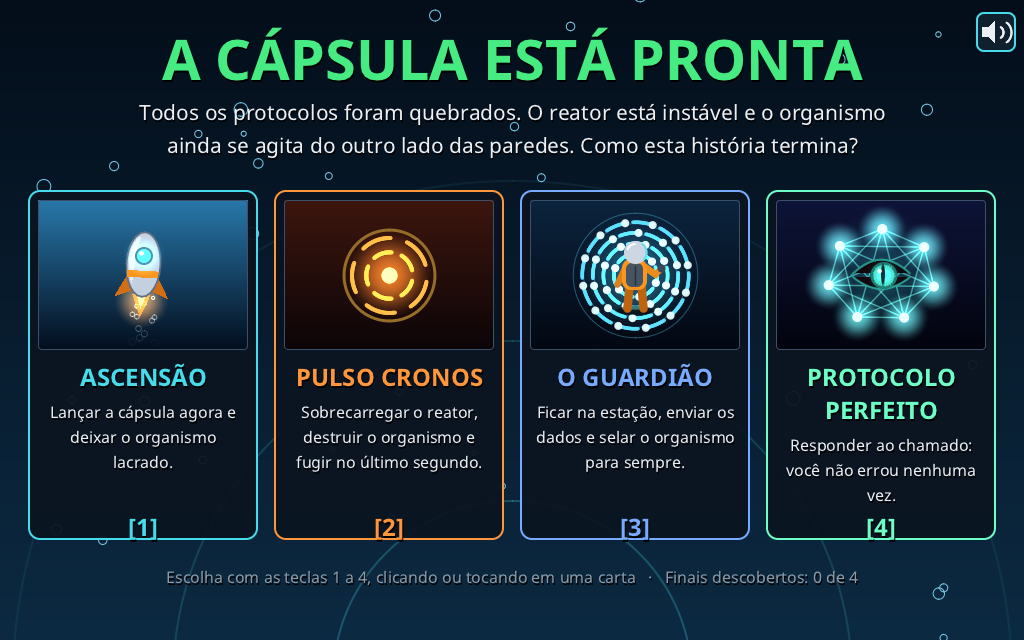 A CÁPSULA ESTÁ PRONTA
Todos os protocolos foram quebrados. O reator está instável e o organismo
ainda se agita do outro lado das paredes. Como esta história termina?
ASCENSÃO
Lançar a cápsula agora e
deixar o organismo
lacrado.
[1]
PULSO CRONOS
Sobrecarregar o reator,
destruir o organismo e
fugir no último segundo.
[2]
O GUARDIÃO
Ficar na estação, enviar os
dados e selar o organismo
para sempre.
[3]
PROTOCOLO
PERFEITO
Responder ao chamado:
você não errou nenhuma
vez.
[4]
Escolha com as teclas 1 a 4, clicando ou tocando em uma carta · Finais descobertos: 0 de 4